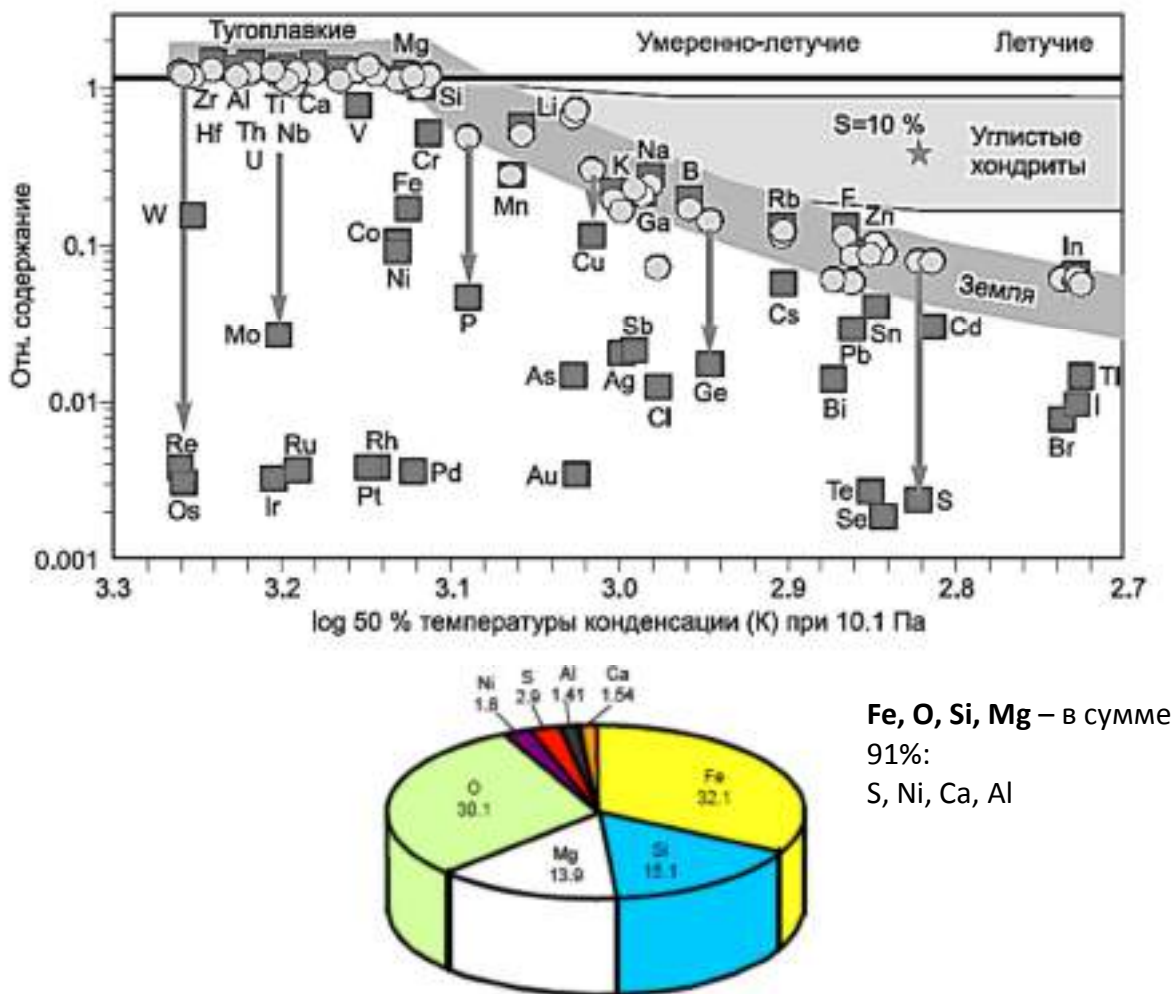 Тугоплавкие
Умеренно-летучие
Летучие
Mg
1
Zr Al Ti Ca
Hf Th Nb
U
V
Si
Cr
Li
S=10 %
Углистые
хондриты
W
Fe
Co
Ni
Mn
K
Na
Ga
B
Rb
F
Zn
In
0.1
Cu
P
Cs
Земля
Mo
Sb
As
Ag
Cl
Ge
Sn
Pb
Cd
Bi
Tl
I
Br
0.01
Re
Os
Ru
Ir
Rh
Pt
Pd
Au
Te
Se
S
0.001
Отн. содержание
3.3 3.2 3.1 3.0 2.9 2.8 2.7
log 50 % температуры конденсации (К) при 10.1 Па
Ni
1.8
S
2.9
Al
1.41
Ca
1.54
O
30.1
Fe
32.1
Mg
13.9
Si
15.1
Fe, O, Si, Mg – в сумме
91%:
S, Ni, Ca, Al